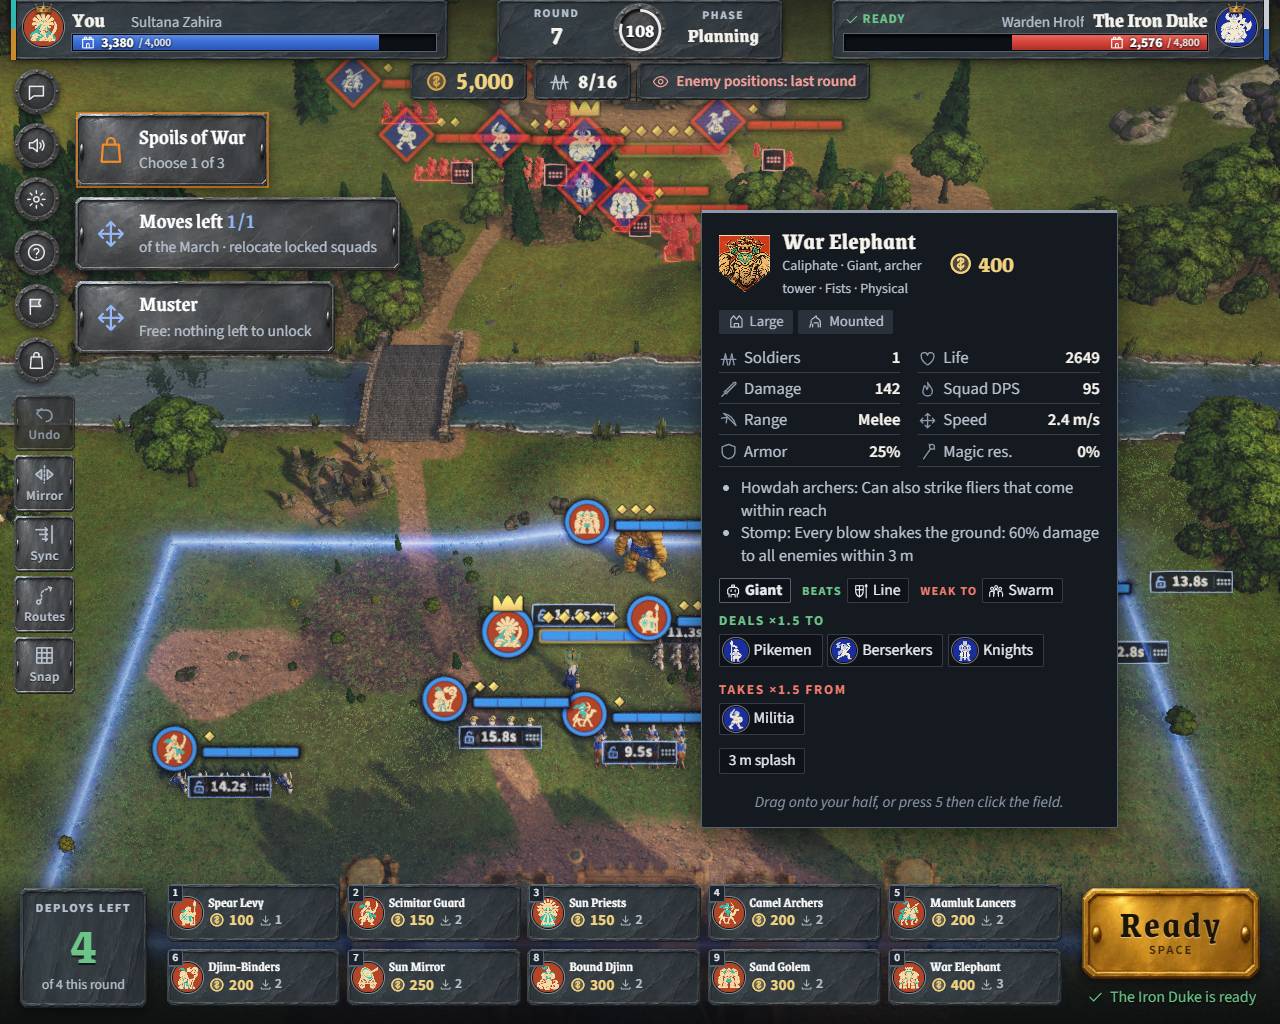 You Sultana Zahira
3,380 / 4,000
ROUND
7
108
PHASE
Planning
READY
Warden Hrolf The Iron Duke
2,576 / 4,800
5,000
8/16
Enemy positions: last round
Spoils of War
Choose 1 of 3
Moves left 1/1
of the March · relocate locked squads
Muster
Free: nothing left to unlock
Undo
Mirror
Sync
Routes
Snap
War Elephant
Caliphate · Giant, archer
tower · Fists · Physical
400
Large
Mounted
Soldiers 1
Life 2649
Damage 142
Squad DPS 95
Range Melee
Speed 2.4 m/s
Armor 25%
Magic res. 0%
Howdah archers: Can also strike fliers that come
within reach
Stomp: Every blow shakes the ground: 60% damage
to all enemies within 3 m
Giant BEATS Line WEAK TO Swarm
DEALS ×1.5 TO
Pikemen
Berserkers
Knights
TAKES ×1.5 FROM
Militia
3 m splash
Drag onto your half, or press 5 then click the field.
13.8s
2.8s
11.3s
15.8s
9.5s
14.2s
DEPLOYS LEFT
4
of 4 this round
1 Spear Levy
100 1
2 Scimitar Guard
150 2
3 Sun Priests
150 2
4 Camel Archers
200 2
5 Mamluk Lancers
200 2
6 Djinn-Binders
200 2
7 Sun Mirror
250 2
8 Bound Djinn
300 2
9 Sand Golem
300 2
0 War Elephant
400 3
Ready
SPACE
The Iron Duke is ready